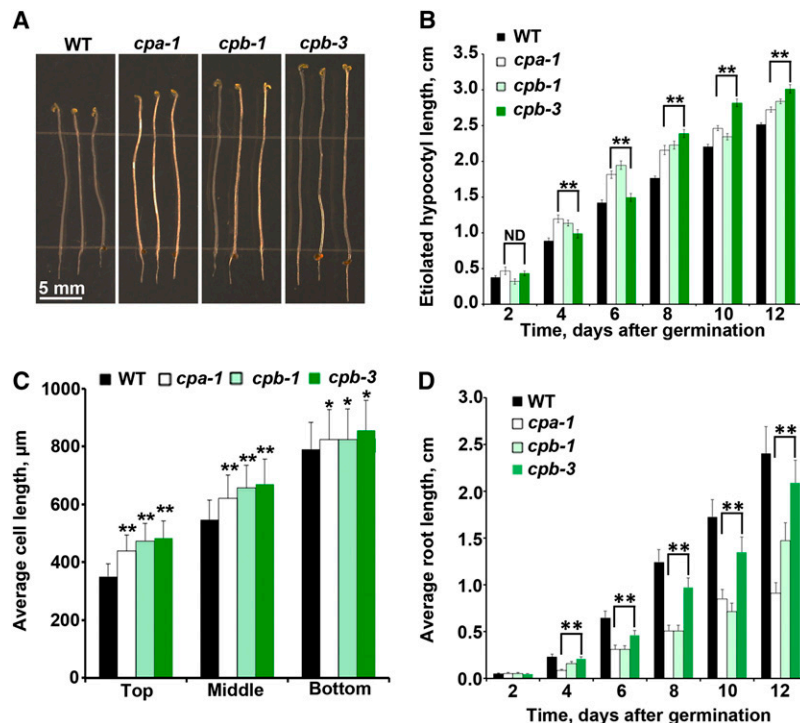 A
WT
cpa-1
cpb-1
cpb-3
5 mm
B
WT
cpa-1
cpb-1
cpb-3
Etiolated hypocotyl length, cm
3.5
3.0
2.5
2.0
1.5
1.0
0.5
0.0
ND
**
**
**
**
**
2 4 6 8 10 12
Time, days after germination
C
WT cpa-1 cpb-1 cpb-3
Average cell length, µm
1000
800
600
400
200
0
** ** **
** ** **
* * *
Top Middle Bottom
D
WT
cpa-1
cpb-1
cpb-3
Average root length, cm
3.0
2.5
2.0
1.5
1.0
0.5
0.0
**
**
**
**
**
2 4 6 8 10 12
Time, days after germination